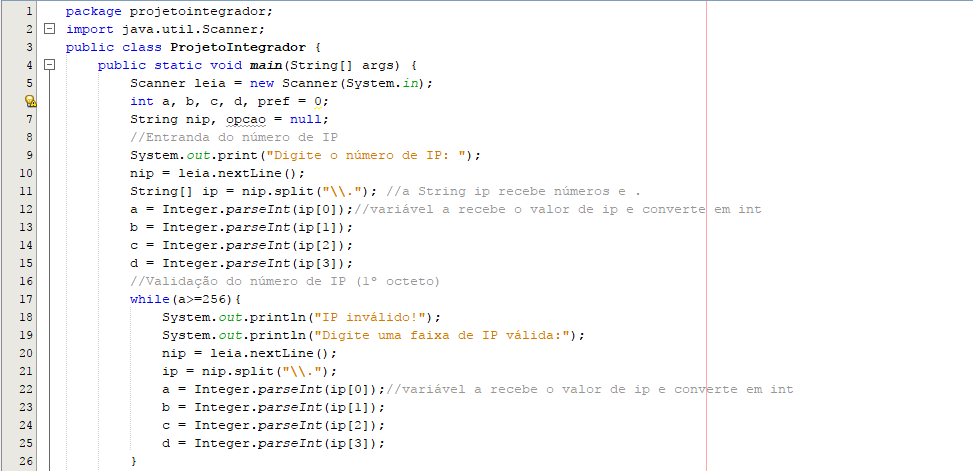 1 package projetointegrador;
2 import java.util.Scanner;
3 public class ProjetoIntegrador {
4 public static void main(String[] args) {
5 Scanner leia = new Scanner(System.in);
int a, b, c, d, pref = 0;
7 String nip, opcao = null;
8 //Entranda do número de IP
9 System.out.print("Digite o número de IP: ");
10 nip = leia.nextLine();
11 String[] ip = nip.split("\\."); //a String ip recebe números e .
12 a = Integer.parseInt(ip[0]);//variável a recebe o valor de ip e converte em int
13 b = Integer.parseInt(ip[1]);
14 c = Integer.parseInt(ip[2]);
15 d = Integer.parseInt(ip[3]);
16 //Validação do número de IP (1º octeto)
17 while(a>=256){
18 System.out.println("IP inválido!");
19 System.out.println("Digite uma faixa de IP válida:");
20 nip = leia.nextLine();
21 ip = nip.split("\\.");
22 a = Integer.parseInt(ip[0]);//variável a recebe o valor de ip e converte em int
23 b = Integer.parseInt(ip[1]);
24 c = Integer.parseInt(ip[2]);
25 d = Integer.parseInt(ip[3]);
26 }